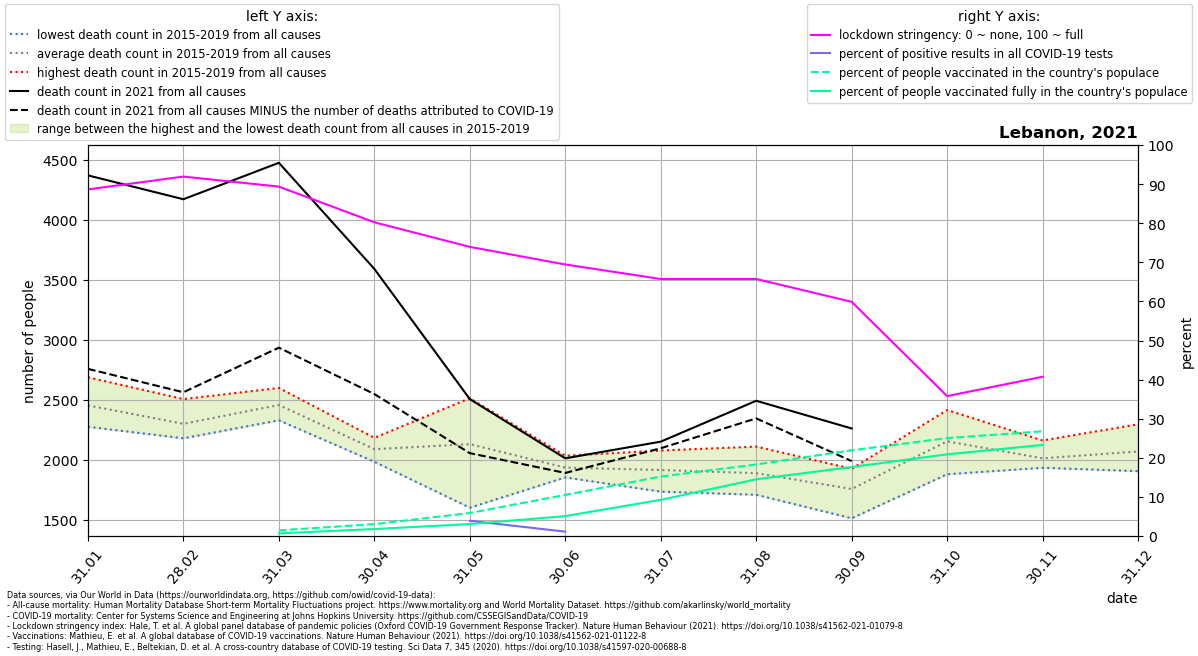 left Y axis:
lowest death count in 2015-2019 from all causes
average death count in 2015-2019 from all causes
highest death count in 2015-2019 from all causes
death count in 2021 from all causes
death count in 2021 from all causes MINUS the number of deaths attributed to COVID-19
range between the highest and the lowest death count from all causes in 2015-2019
right Y axis:
lockdown stringency: 0 ~ none, 100 ~ full
percent of positive results in all COVID-19 tests
percent of people vaccinated in the country's populace
percent of people vaccinated fully in the country's populace
Lebanon, 2021
number of people
4500
4000
3500
3000
2500
2000
1500
100
90
80
70
60
50
40
30
20
10
0
percent
31.01
28.02
31.03
30.04
31.05
30.06
31.07
31.08
30.09
31.10
30.11
31.12
date
Data sources, via Our World in Data (https://ourworldindata.org, https://github.com/owid/covid-19-data):
- All-cause mortality: Human Mortality Database Short-term Mortality Fluctuations project. https://www.mortality.org and World Mortality Dataset. https://github.com/akarlinsky/world_mortality
- COVID-19 mortality: Center for Systems Science and Engineering at Johns Hopkins University. https://github.com/CSSEGISandData/COVID-19
- Lockdown stringency index: Hale, T. et al. A global panel database of pandemic policies (Oxford COVID-19 Government Response Tracker). Nature Human Behaviour (2021). https://doi.org/10.1038/s41562-021-01079-8
- Vaccinations: Mathieu, E. et al. A global database of COVID-19 vaccinations. Nature Human Behaviour (2021). https://doi.org/10.1038/s41562-021-01122-8
- Testing: Hasell, J., Mathieu, E., Beltekian, D. et al. A cross-country database of COVID-19 testing. Sci Data 7, 345 (2020). https://doi.org/10.1038/s41597-020-00688-8